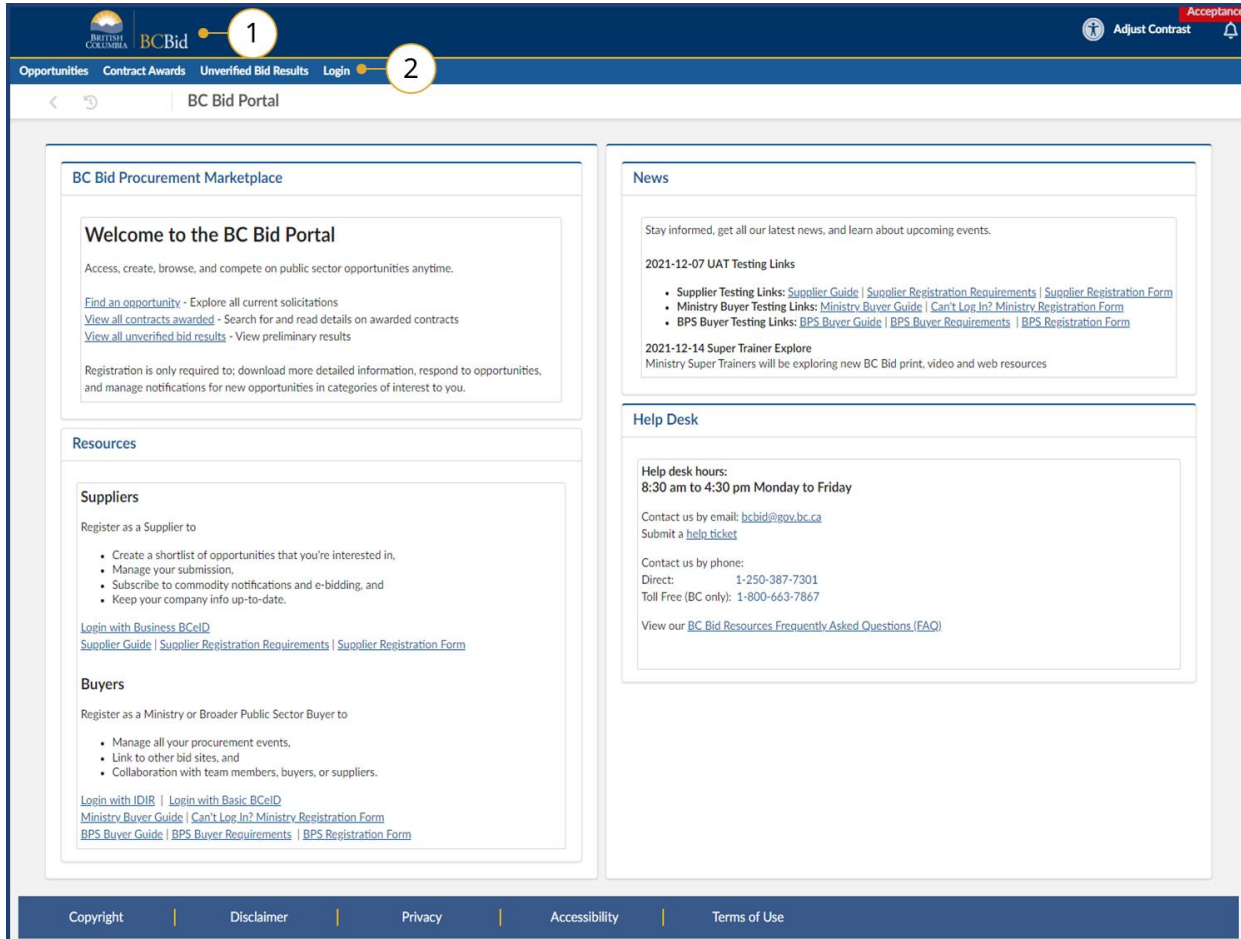 Acceptance
BRITISH
COLUMBIA
BCBid
1
Adjust Contrast
Opportunities Contract Awards Unverified Bid Results Login
2
BC Bid Portal
BC Bid Procurement Marketplace
Welcome to the BC Bid Portal
Access, create, browse, and compete on public sector opportunities anytime.
Find an opportunity - Explore all current solicitations
View all contracts awarded - Search for and read details on awarded contracts
View all unverified bid results - View preliminary results
Registration is only required to; download more detailed information, respond to opportunities,
and manage notifications for new opportunities in categories of interest to you.
Resources
Suppliers
Register as a Supplier to
• Create a shortlist of opportunities that you're interested in,
• Manage your submission,
• Subscribe to commodity notifications and e-bidding, and
• Keep your company info up-to-date.
Login with Business BCeID
Supplier Guide | Supplier Registration Requirements | Supplier Registration Form
Buyers
Register as a Ministry or Broader Public Sector Buyer to
• Manage all your procurement events,
• Link to other bid sites, and
• Collaboration with team members, buyers, or suppliers.
Login with IDIR | Login with Basic BCeID
Ministry Buyer Guide | Can't Log In? Ministry Registration Form
BPS Buyer Guide | BPS Buyer Requirements | BPS Registration Form
News
Stay informed, get all our latest news, and learn about upcoming events.
2021-12-07 UAT Testing Links
• Supplier Testing Links: Supplier Guide | Supplier Registration Requirements | Supplier Registration Form
• Ministry Buyer Testing Links: Ministry Buyer Guide | Can't Log In? Ministry Registration Form
• BPS Buyer Testing Links: BPS Buyer Guide | BPS Buyer Requirements | BPS Registration Form
2021-12-14 Super Trainer Explore
Ministry Super Trainers will be exploring new BC Bid print, video and web resources
Help Desk
Help desk hours:
8:30 am to 4:30 pm Monday to Friday
Contact us by email: bcbid@gov.bc.ca
Submit a help ticket
Contact us by phone:
Direct: 1-250-387-7301
Toll Free (BC only): 1-800-663-7867
View our BC Bid Resources Frequently Asked Questions (FAQ)
Copyright | Disclaimer | Privacy | Accessibility | Terms of Use